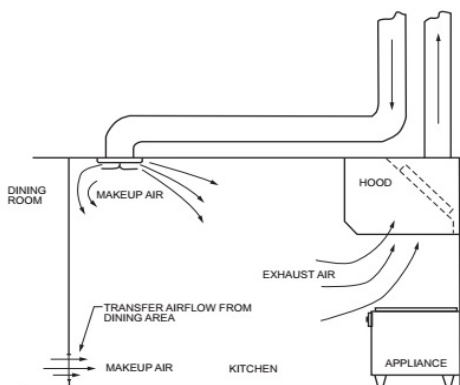 DINING
ROOM
MAKEUP AIR
HOOD
EXHAUST AIR
TRANSFER AIRFLOW FROM
DINING AREA
MAKEUP AIR
KITCHEN
APPLIANCE